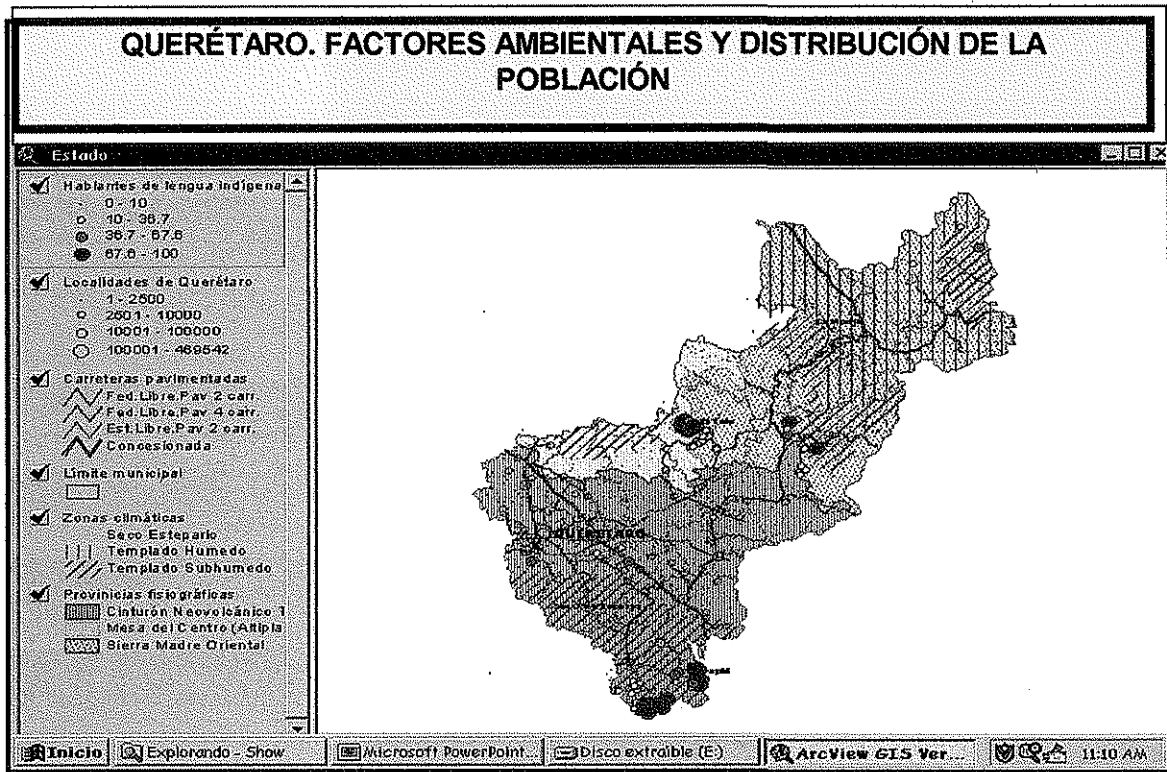 QUERÉTARO. FACTORES AMBIENTALES Y DISTRIBUCIÓN DE LA
POBLACIÓN
Estado
Hablantes de lengua indígena
0 - 10
10 - 36.7
36.7 - 67.6
67.6 - 100
Localidades de Querétaro
1 - 2500
2501 - 10000
10001 - 100000
100001 - 469542
Carreteras pavimentadas
Fed.Libre.Pav 2 carr.
Fed.Libre.Pav 4 carr.
Est.Libre.Pav 2 carr.
Concesionada
Límite municipal
Zonas climáticas
Seco Estepario
Templado Humedo
Templado Subhumedo
Provincias fisiográficas
Cinturón Neovolcánico T
Mesa del Centro (Altipla
Sierra Madre Oriental
QUERETARO
Inicio
Explorando - Show
Microsoft PowerPoint...
Disco extraíble (E:)
ArcView GIS Ver...
11:10 AM